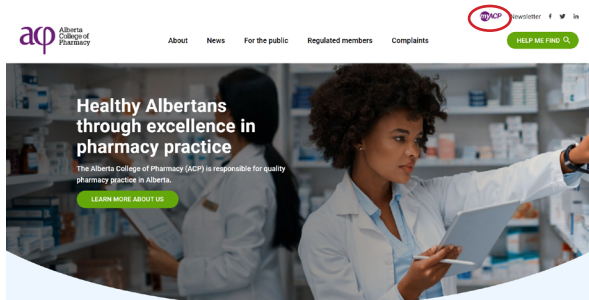 myACP Newsletter
acp Alberta
College of
Pharmacy
About News For the public Regulated members Complaints
HELP ME FIND
Healthy Albertans
through excellence in
pharmacy practice
The Alberta College of Pharmacy (ACP) is responsible for quality
pharmacy practice in Alberta.
LEARN MORE ABOUT US